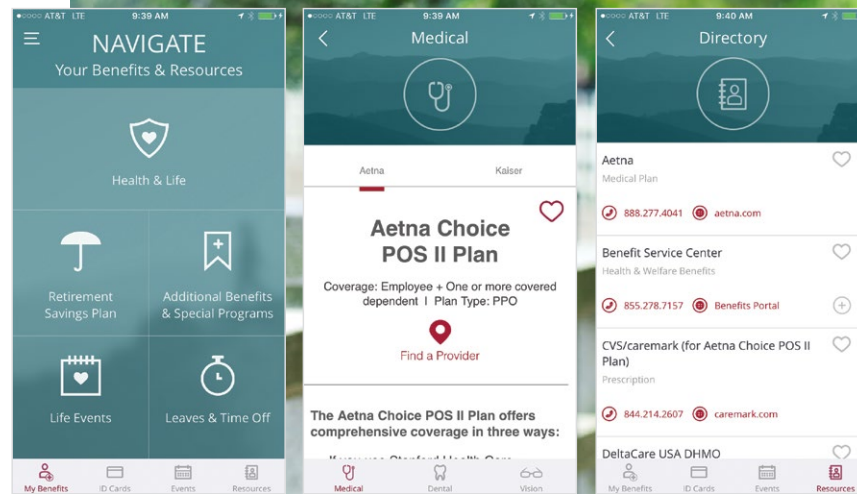 AT&T LTE 9:39 AM
NAVIGATE
Your Benefits & Resources
Health & Life
Retirement
Savings Plan
Additional Benefits
& Special Programs
Life Events
Leaves & Time Off
My Benefits ID Cards Events Resources
AT&T LTE 9:39 AM
Medical
Aetna Kaiser
Aetna Choice
POS II Plan
Coverage: Employee + One or more covered
dependent | Plan Type: PPO
Find a Provider
The Aetna Choice POS II Plan offers
comprehensive coverage in three ways:
If you use Stanford Health Care
Medical Dental Vision
AT&T LTE 9:40 AM
Directory
Aetna
Medical Plan
888.277.4041 aetna.com
Benefit Service Center
Health & Welfare Benefits
855.278.7157 Benefits Portal
CVS/caremark (for Aetna Choice POS II
Plan)
Prescription
844.214.2607 caremark.com
DeltaCare USA DHMO
My Benefits ID Cards Events Resources